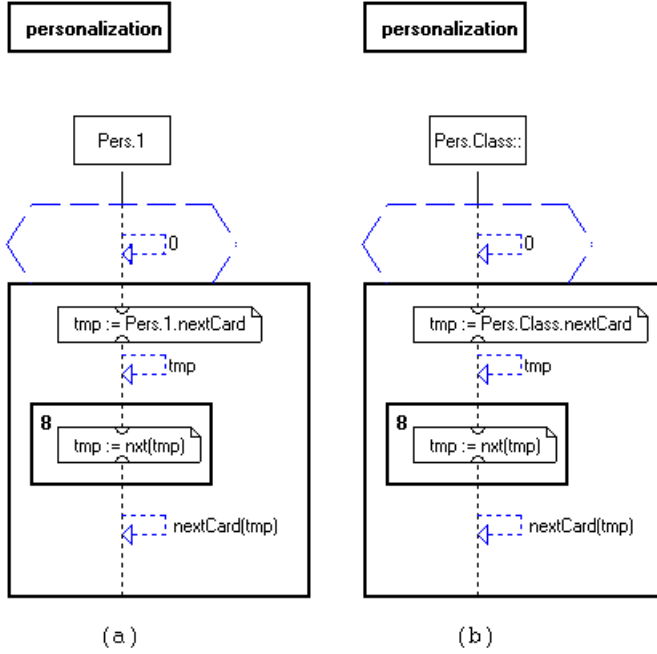 personalization
Pers.1
0
tmp := Pers.1.nextCard
tmp
8
tmp := nxt(tmp)
nextCard(tmp)
(a)
personalization
Pers.Class::
0
tmp := Pers.Class.nextCard
tmp
8
tmp := nxt(tmp)
nextCard(tmp)
(b)